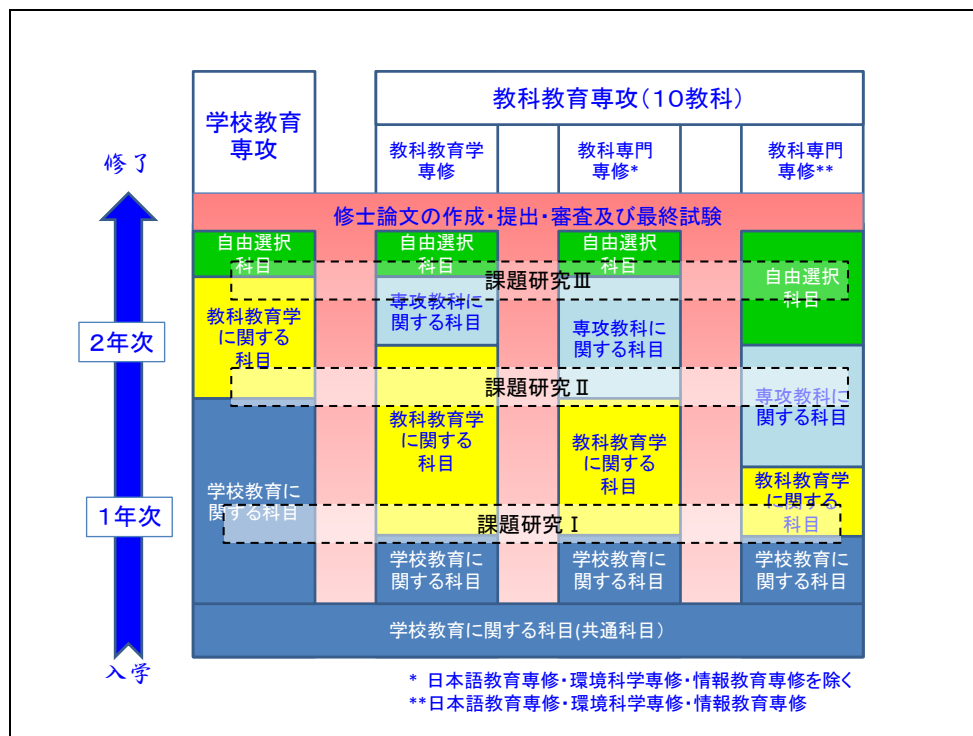 学校教育
専攻
教科教育専攻（１０教科）
教科教育学
専修
教科専門
専修*
教科専門
専修**
修了
修士論文の作成・提出・審査及び最終試験
自由選択
科目
自由選択
科目
自由選択
科目
自由選択
科目
課題研究Ⅲ
教科教育学
に関する
科目
専攻教科に
関する科目
専攻教科に
関する科目
２年次
課題研究Ⅱ
教科教育学
に関する
科目
教科教育学
に関する
科目
専攻教科に
関する科目
学校教育に
関する科目
教科教育学
に関する
科目
１年次
課題研究Ⅰ
学校教育に
関する科目
学校教育に
関する科目
学校教育に
関する科目
学校教育に関する科目(共通科目）
入学
* 日本語教育専修・環境科学専修・情報教育専修を除く
**日本語教育専修・環境科学専修・情報教育専修